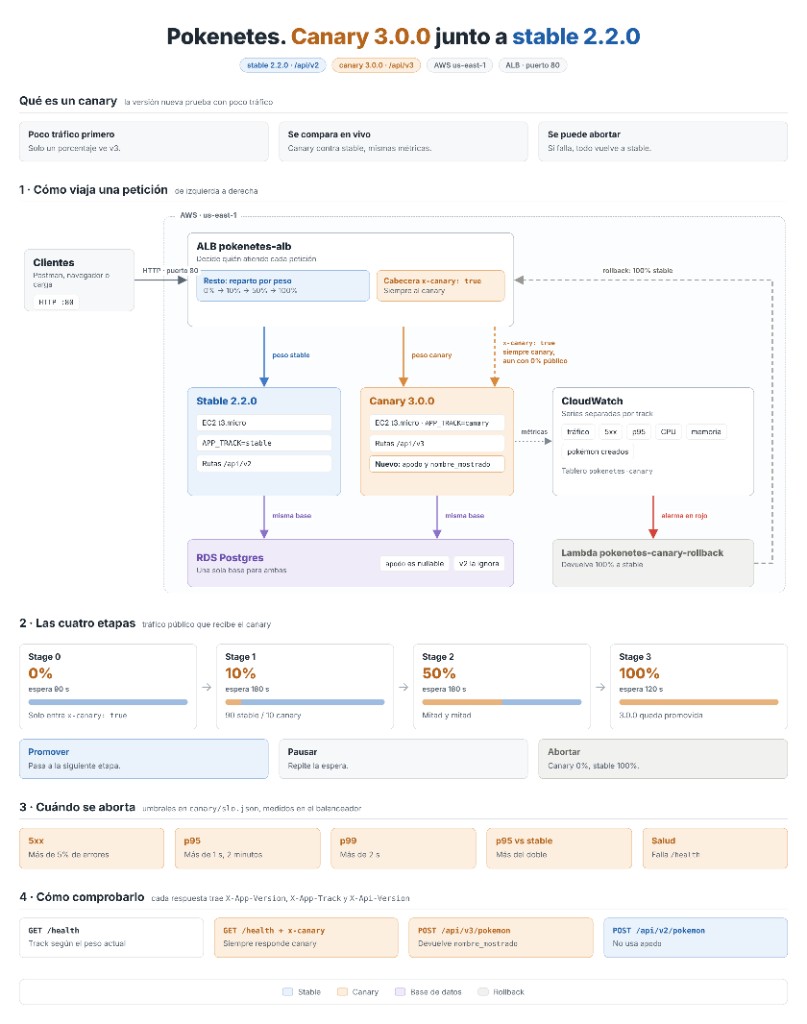 Pokenetes. Canary 3.0.0 junto a stable 2.2.0
stable 2.2.0 · /api/v2
canary 3.0.0 · /api/v3
AWS us-east-1
ALB · puerto 80
Qué es un canary
la versión nueva prueba con poco tráfico
Poco tráfico primero
Solo un porcentaje ve v3.
Se compara en vivo
Canary contra stable, mismas métricas.
Se puede abortar
Si falla, todo vuelve a stable.
1 · Cómo viaja una petición
de izquierda a derecha
AWS · us-east-1
Clientes
Postman, navegador o
carga
HTTP :80
HTTP · puerto 80
ALB pokenetes-alb
Decide quién atiende cada petición
Resto: reparto por peso
0% → 10% → 50% → 100%
Cabecera x-canary: true
Siempre al canary
rollback: 100% stable
peso stable
peso canary
x-canary: true
siempre canary,
aun con 0% público
Stable 2.2.0
EC2 t3.micro
APP_TRACK=stable
Rutas /api/v2
Canary 3.0.0
EC2 t3.micro · APP_TRACK=canary
Rutas /api/v3
Nuevo: apodo y nombre_mostrado
métricas
CloudWatch
Series separadas por track
tráfico
5xx
p95
CPU
memoria
pokemon creados
Tablero pokenetes-canary
misma base
misma base
alarma en rojo
RDS Postgres
Una sola base para ambas
apodo es nullable
v2 la ignora
Lambda pokenetes-canary-rollback
Devuelve 100% a stable
2 · Las cuatro etapas
tráfico público que recibe el canary
Stage 0
0%
espera 90 s
Solo entra x-canary: true
Stage 1
10%
espera 180 s
90 stable / 10 canary
Stage 2
50%
espera 180 s
Mitad y mitad
Stage 3
100%
espera 120 s
3.0.0 queda promovida
Promover
Pasa a la siguiente etapa.
Pausar
Repite la espera.
Abortar
Canary 0%, stable 100%.
3 · Cuándo se aborta
umbrales en canary/slo.json, medidos en el balanceador
5xx
Más de 5% de errores
p95
Más de 1 s, 2 minutos
p99
Más de 2 s
p95 vs stable
Más del doble
Salud
Falla /health
4 · Cómo comprobarlo
cada respuesta trae X-App-Version, X-App-Track y X-Api-Version
GET /health
Track según el peso actual
GET /health + x-canary
Siempre responde canary
POST /api/v3/pokemon
Devuelve nombre_mostrado
POST /api/v2/pokemon
No usa apodo
Stable
Canary
Base de datos
Rollback